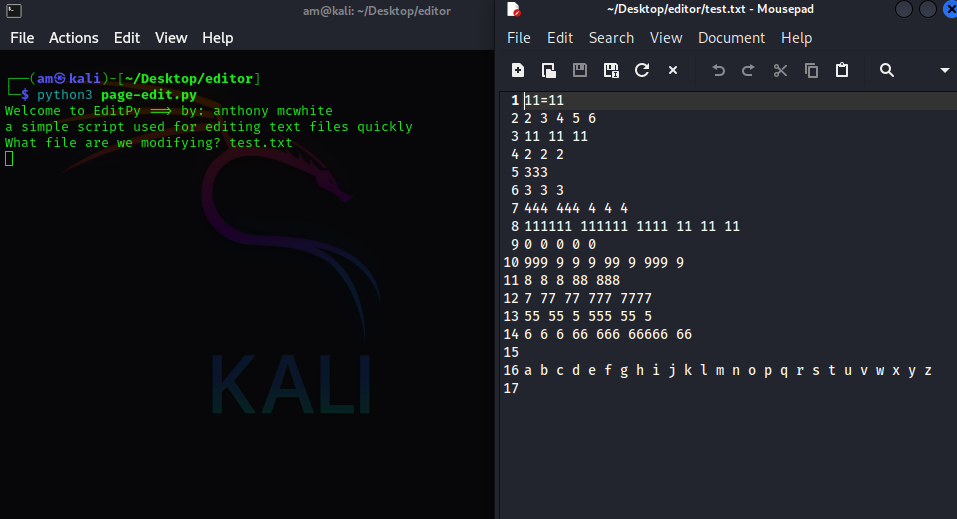 am@kali: ~/Desktop/editor
File Actions Edit View Help
┌──(am㉿kali)-[~/Desktop/editor]
└─$ python3 page-edit.py
Welcome to EditPy ==> by: anthony mcwhite
a simple script used for editing text files quickly
What file are we modifying? test.txt
KALI
~/Desktop/editor/test.txt - Mousepad
File Edit Search View Document Help
1 11=11
2 2 3 4 5 6
3 11 11 11
4 2 2 2
5 333
6 3 3 3
7 444 444 4 4 4
8 111111 111111 1111 11 11 11
9 0 0 0 0 0
10 999 9 9 9 99 9 999 9
11 8 8 8 88 888
12 7 77 77 777 7777
13 55 55 5 555 55 5
14 6 6 6 66 666 66666 66
15
16 a b c d e f g h i j k l m n o p q r s t u v w x y z
17